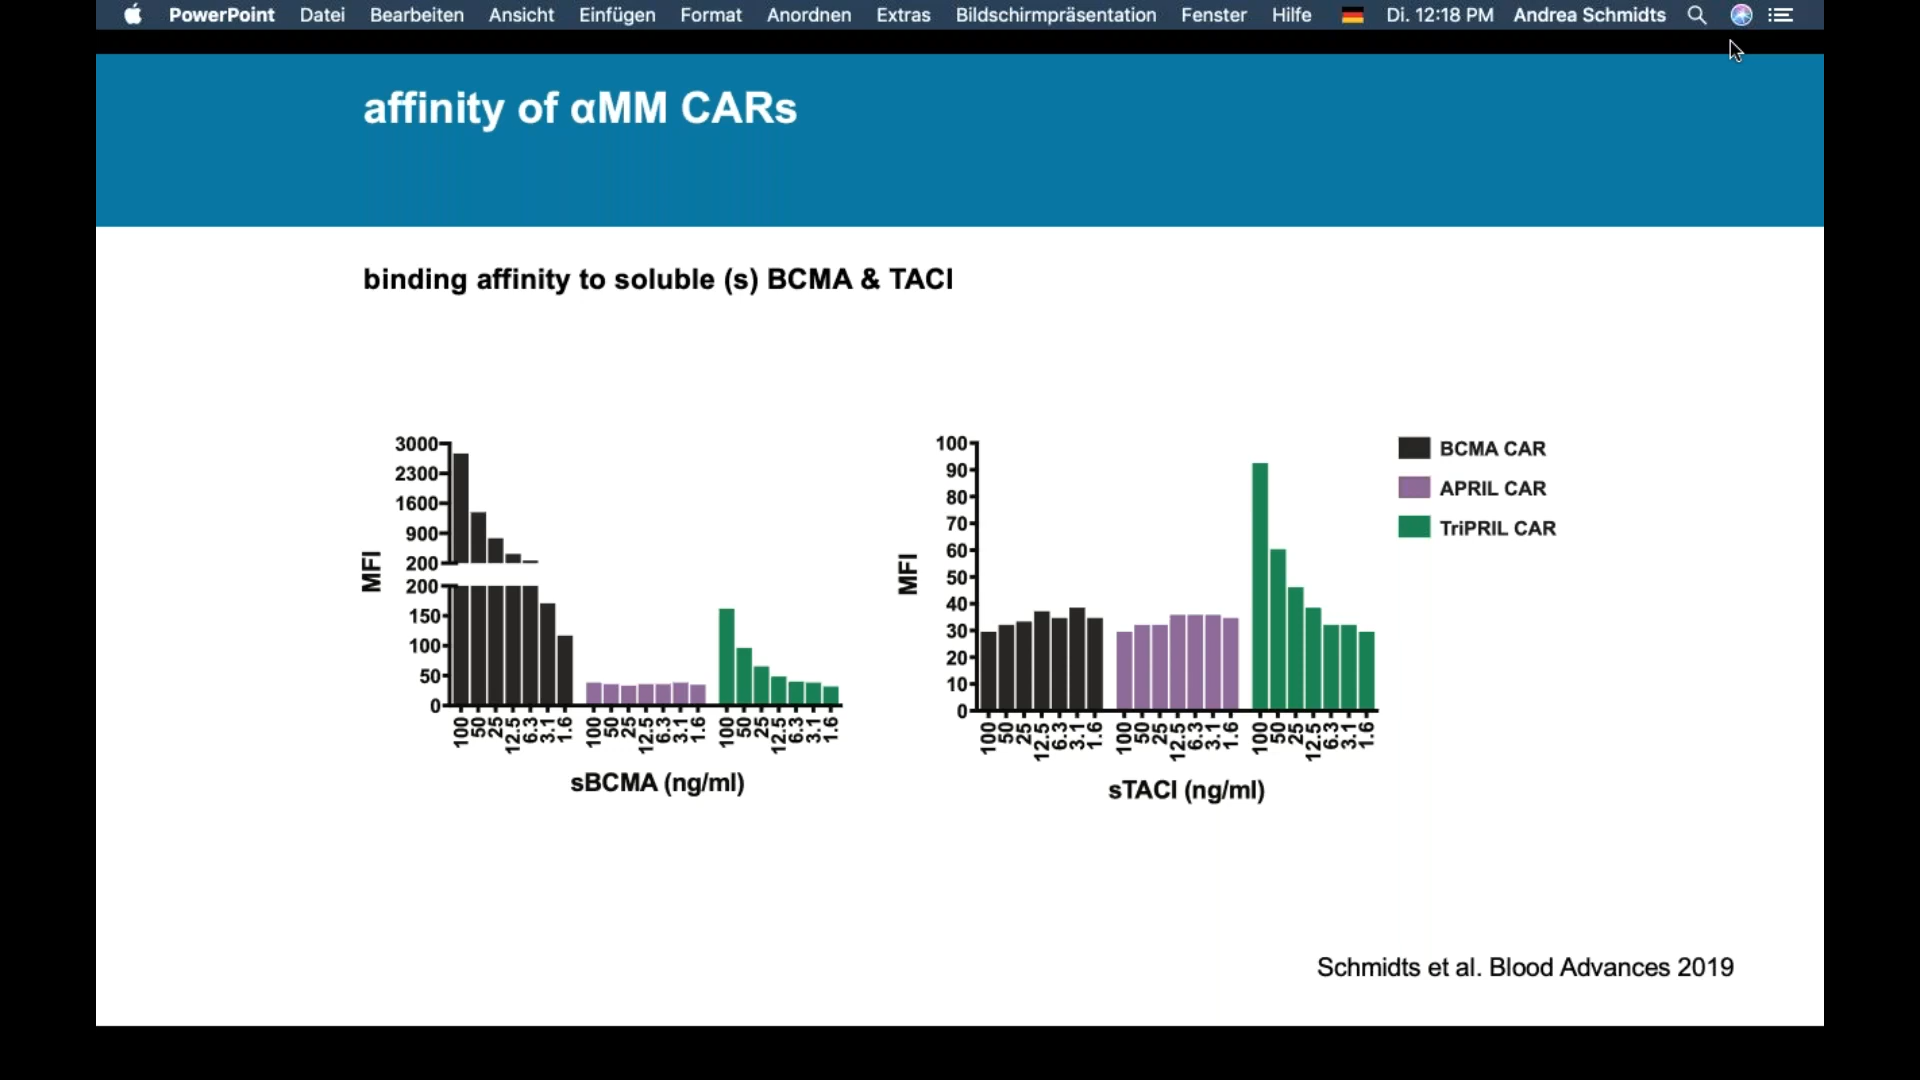 PowerPoint Datei Bearbeiten Ansicht Einfügen Format Anordnen Extras Bildschirmpräsentation Fenster Hilfe Di. 12:18 PM Andrea Schmidts
affinity of αMM CARs
binding affinity to soluble (s) BCMA & TACI
MFI
3000
2300
1600
900
200
200
150
100
50
0
100 50 25 12.5 6.3 3.1 1.6 100 50 25 12.5 6.3 3.1 1.6 100 50 25 12.5 6.3 3.1 1.6
sBCMA (ng/ml)
MFI
100
90
80
70
60
50
40
30
20
10
0
100 50 25 12.5 6.3 3.1 1.6 100 50 25 12.5 6.3 3.1 1.6 100 50 25 12.5 6.3 3.1 1.6
sTACI (ng/ml)
BCMA CAR
APRIL CAR
TriPRIL CAR
Schmidts et al. Blood Advances 2019